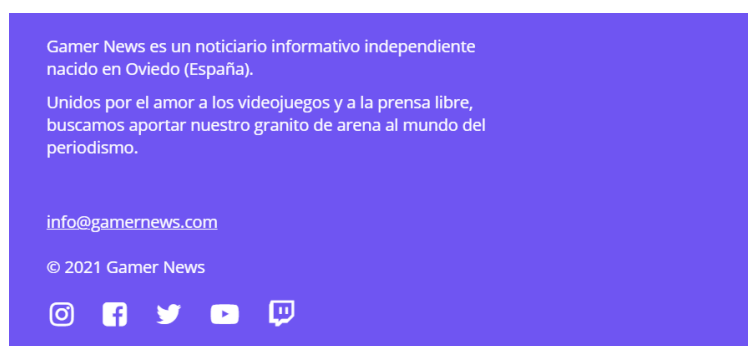 Gamer News es un noticiario informativo independiente
nacido en Oviedo (España).
Unidos por el amor a los videojuegos y a la prensa libre,
buscamos aportar nuestro granito de arena al mundo del
periodismo.
info@gamernews.com
© 2021 Gamer News